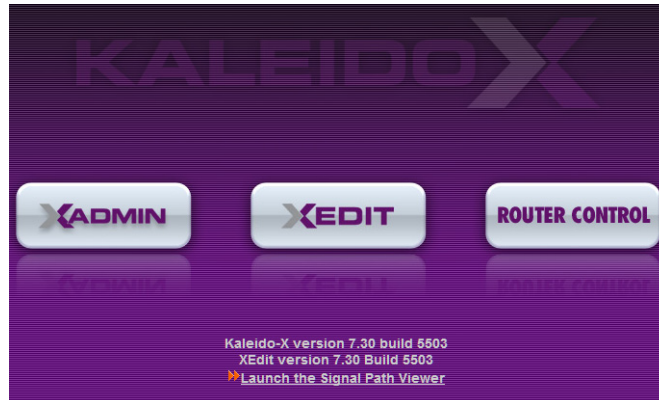 KALEIDOX
XADMIN
XEDIT
ROUTER CONTROL
Kaleido-X version 7.30 build 5503
XEdit version 7.30 Build 5503
Launch the Signal Path Viewer